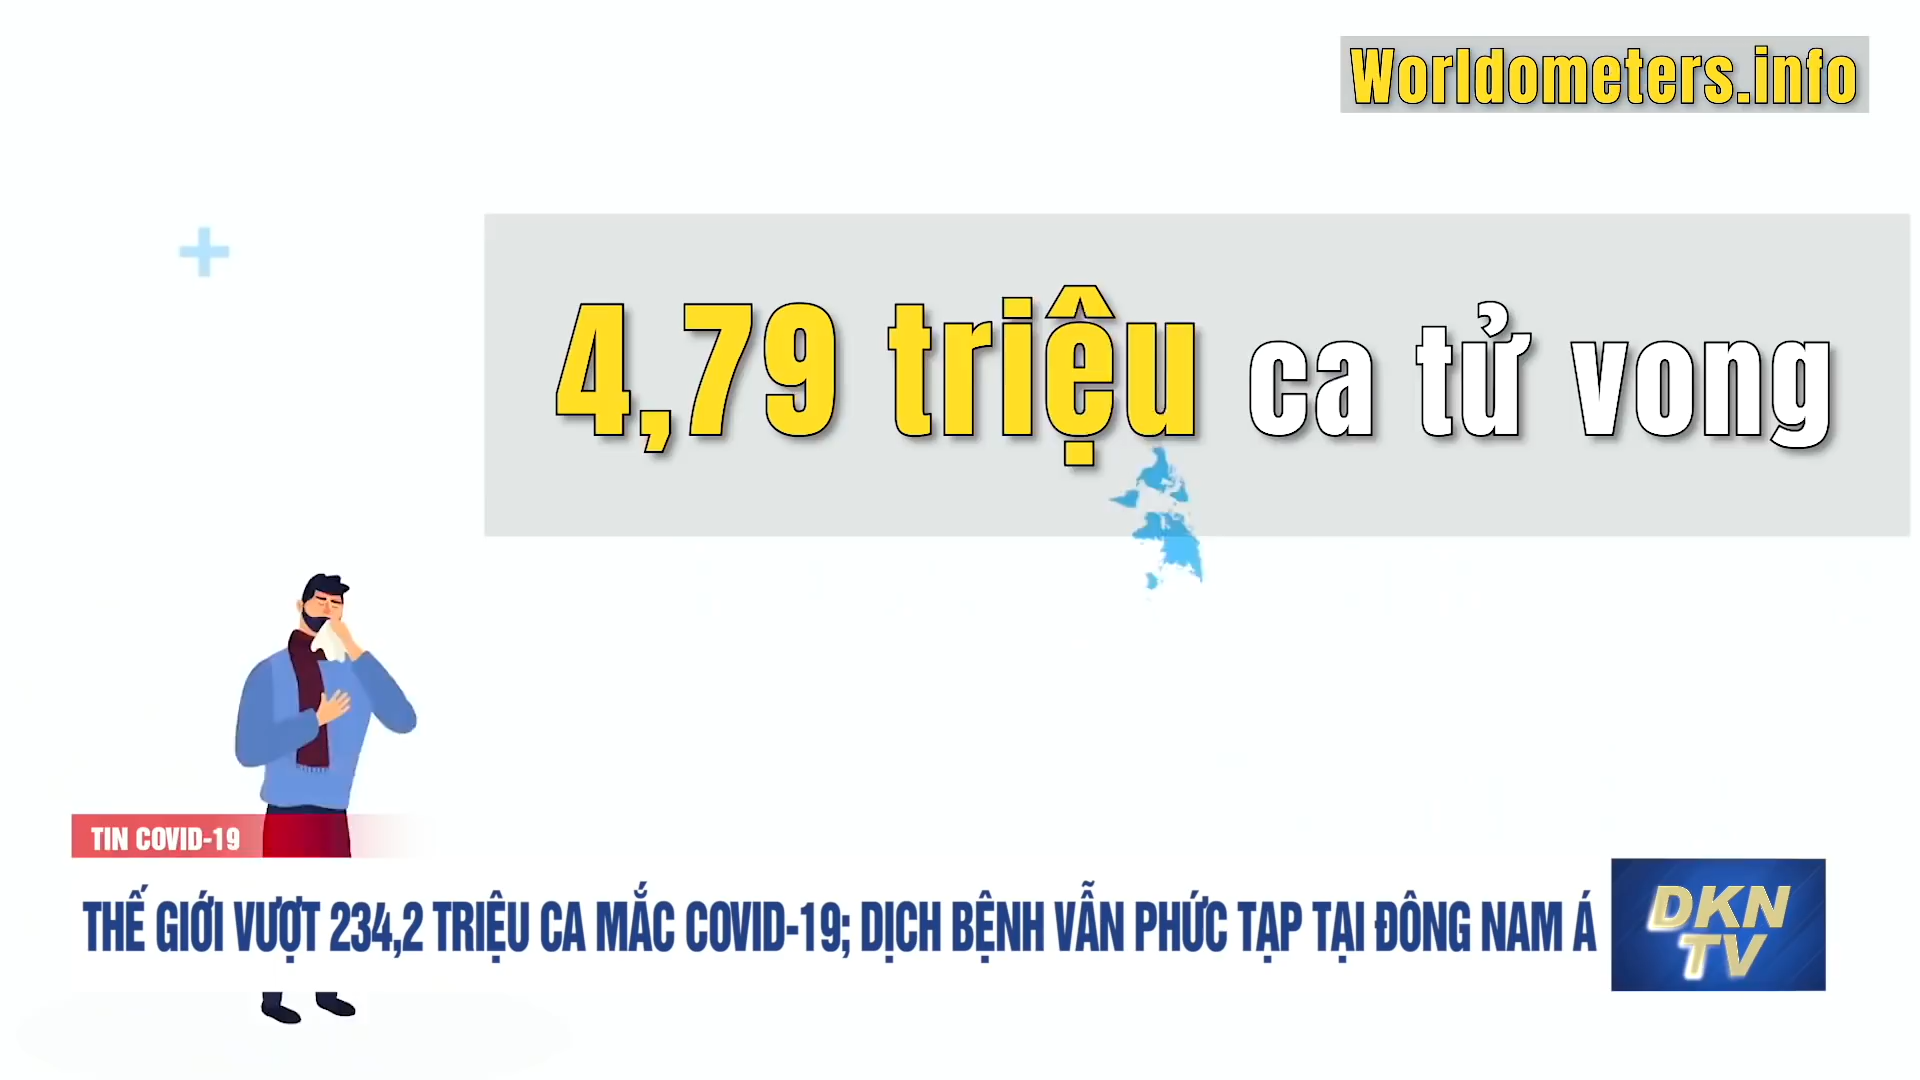 Worldometers.info
4,79 triệu ca tử vong
TIN COVID-19
THẾ GIỚI VƯỢT 234,2 TRIỆU CA MẮC COVID-19; DỊCH BỆNH VẪN PHỨC TẠP TẠI ĐÔNG NAM Á
DKN
TV